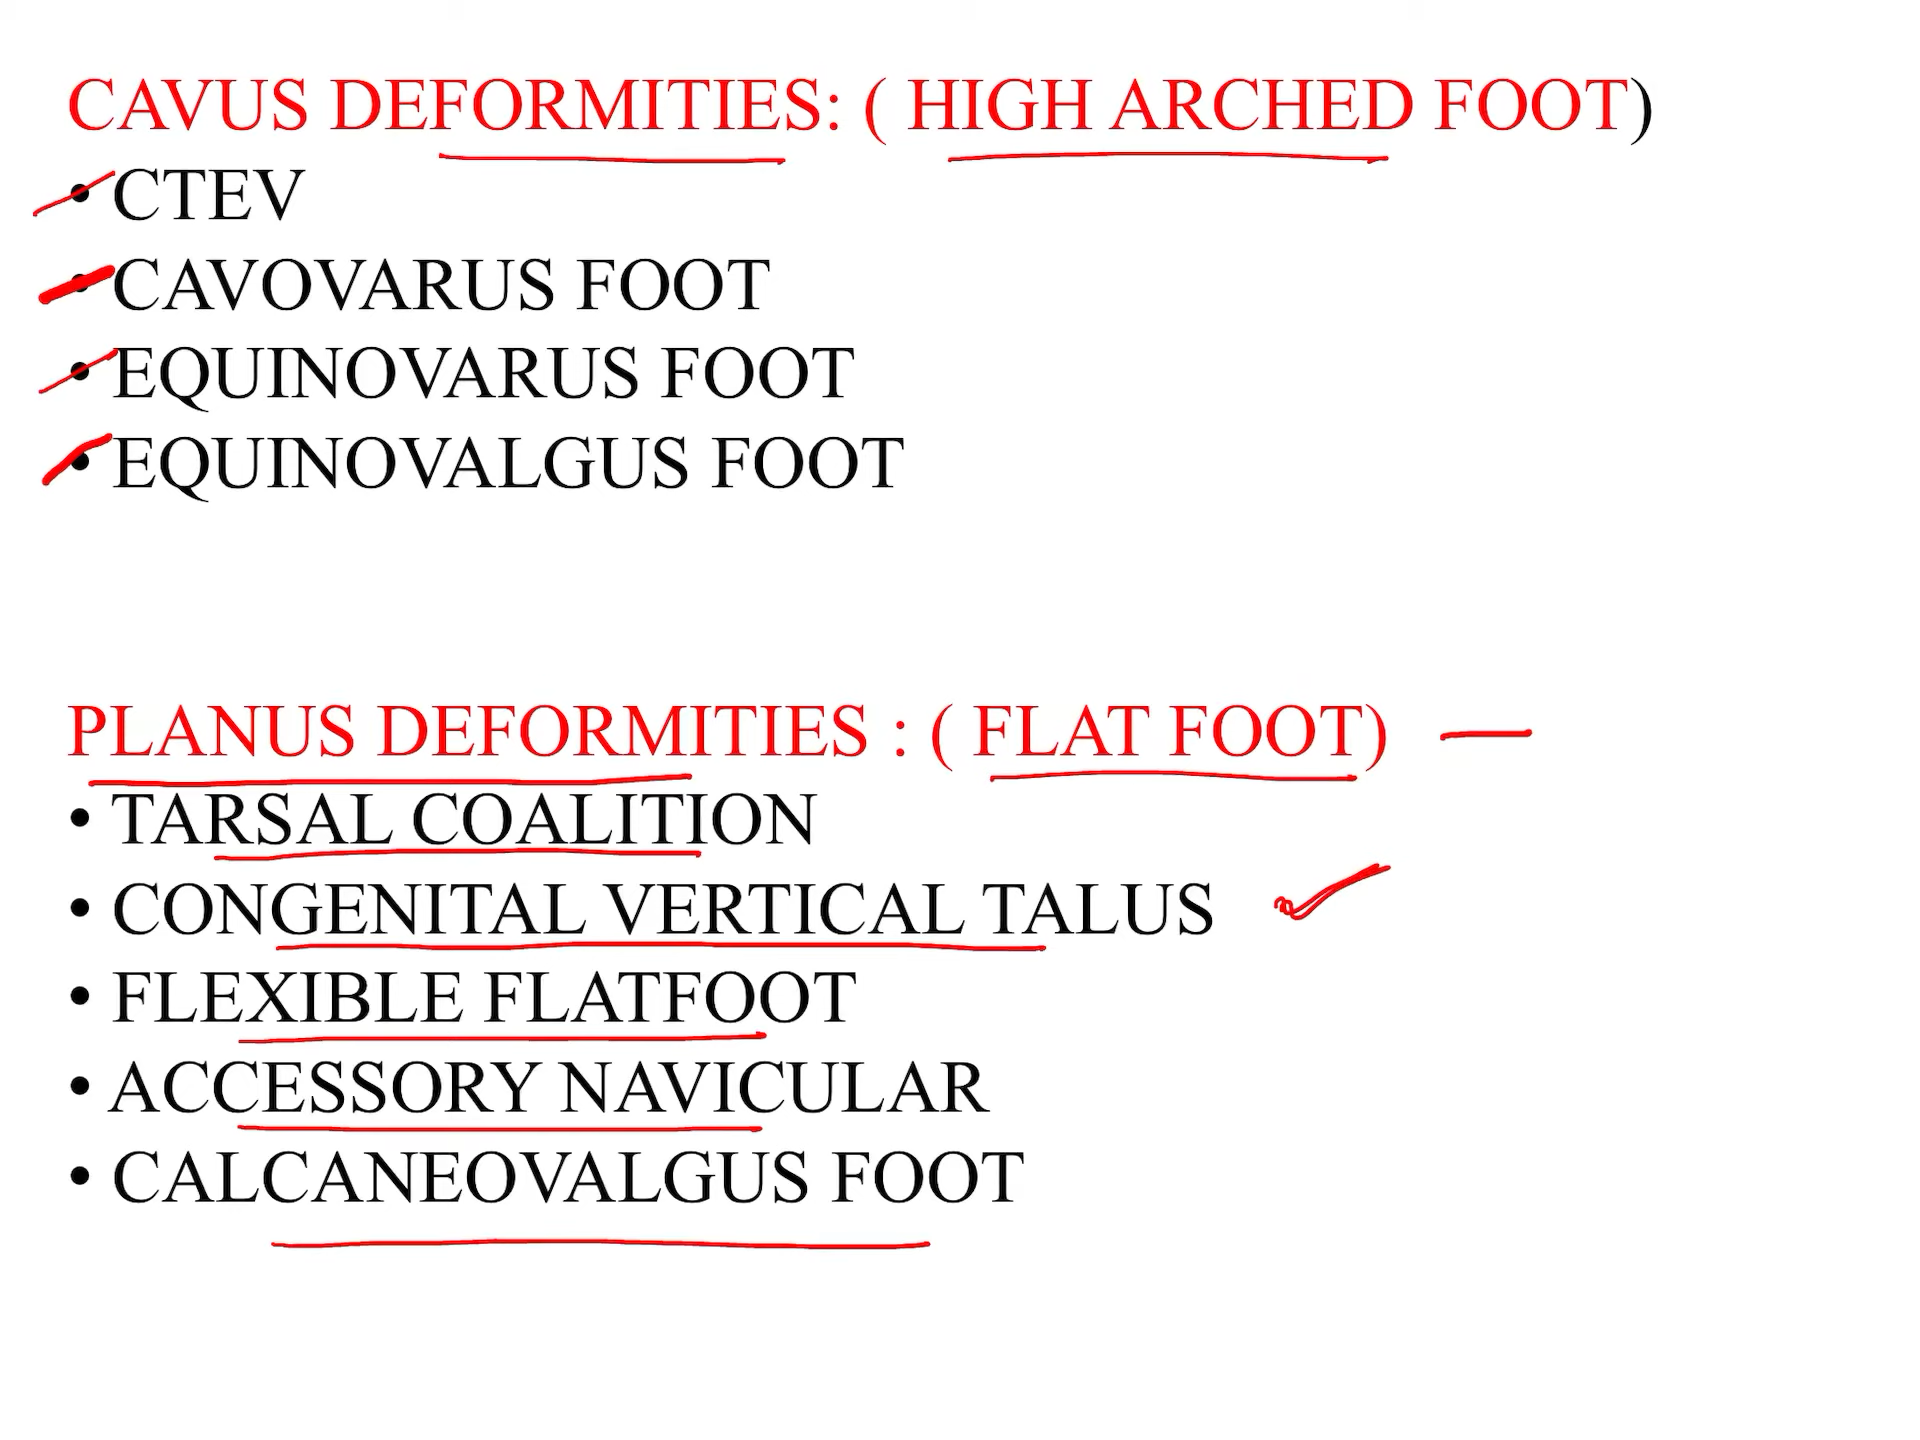 CAVUS DEFORMITIES: ( HIGH ARCHED FOOT)
• CTEV
• CAVOVARUS FOOT
• EQUINOVARUS FOOT
• EQUINOVALGUS FOOT
PLANUS DEFORMITIES : ( FLAT FOOT)
• TARSAL COALITION
• CONGENITAL VERTICAL TALUS
• FLEXIBLE FLATFOOT
• ACCESSORY NAVICULAR
• CALCANEOVALGUS FOOT